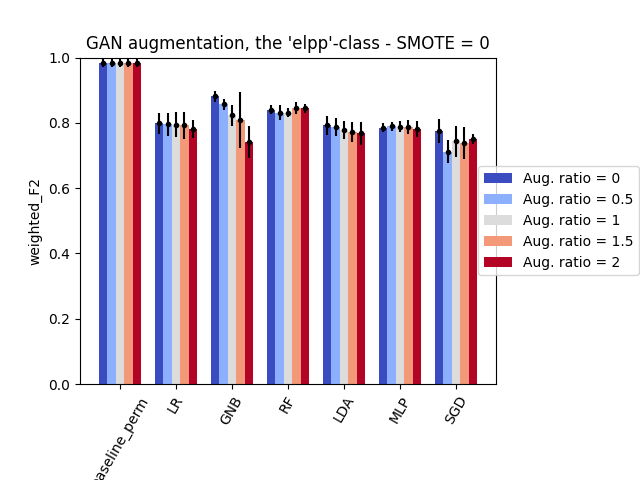 GAN augmentation, the 'elpp'-class - SMOTE = 0
weighted_F2
1.0
0.8
0.6
0.4
0.2
0.0
Aug. ratio = 0
Aug. ratio = 0.5
Aug. ratio = 1
Aug. ratio = 1.5
Aug. ratio = 2
aseline_perm
LR
GNB
RF
LDA
MLP
SGD